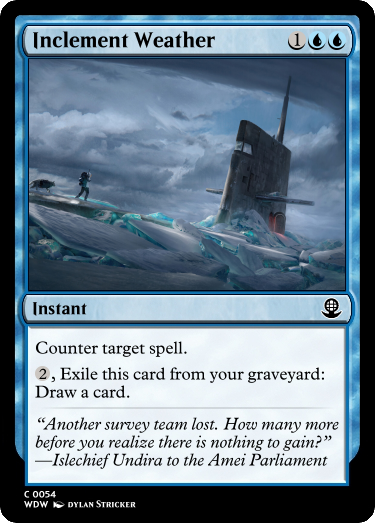 Inclement Weather 1
Instant
Counter target spell.
2, Exile this card from your graveyard:
Draw a card.
“Another survey team lost. How many more
before you realize there is nothing to gain?”
—Islechief Undira to the Amei Parliament
C 0054
WDW DYLAN STRICKER